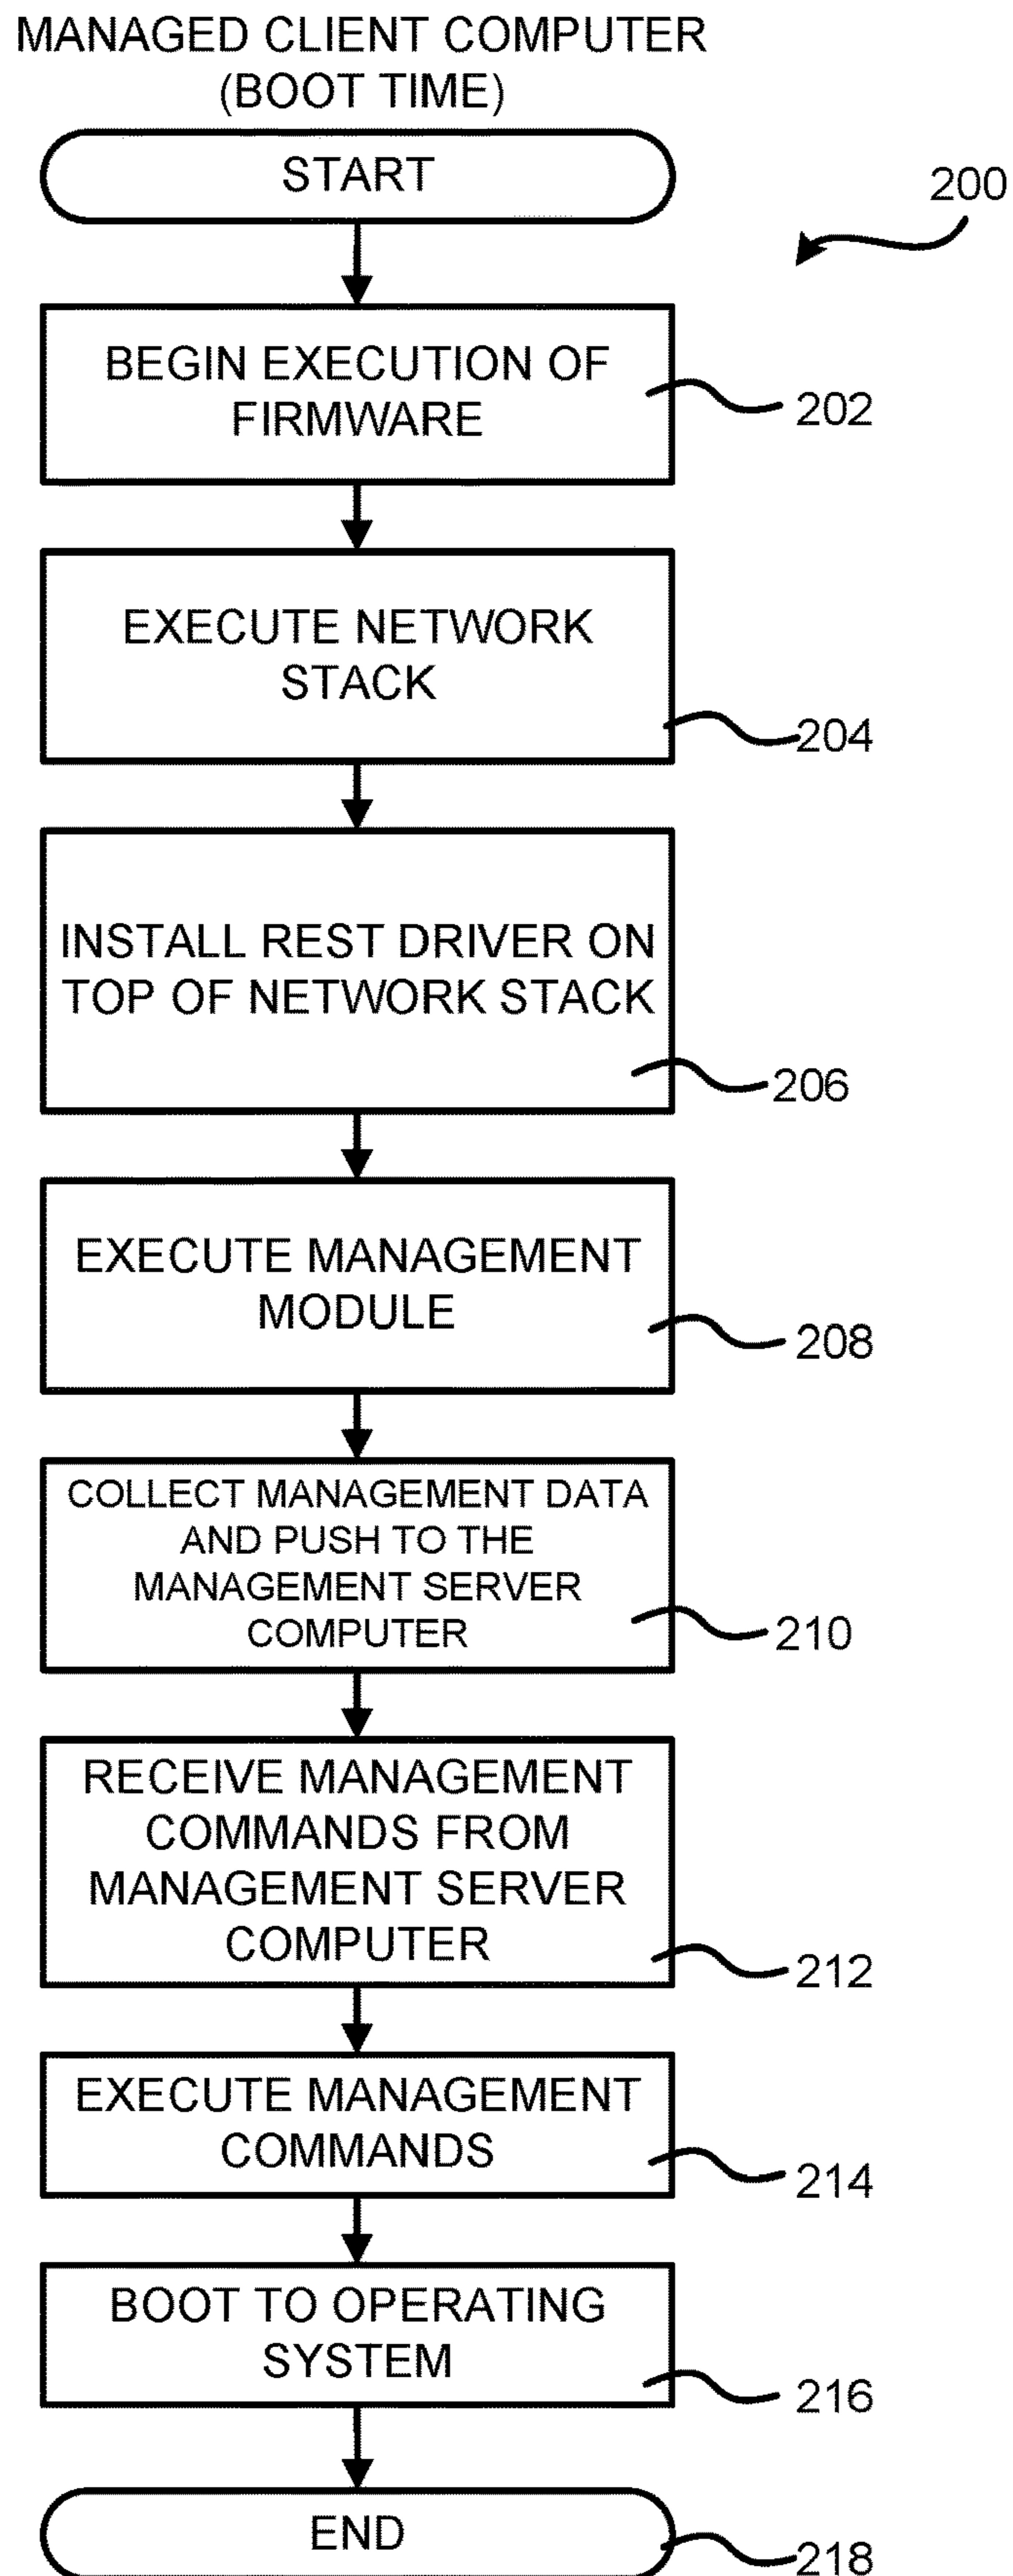 MANAGED CLIENT COMPUTER
(BOOT TIME)
START
200
BEGIN EXECUTION OF
FIRMWARE
202
EXECUTE NETWORK
STACK
204
INSTALL REST DRIVER ON
TOP OF NETWORK STACK
206
EXECUTE MANAGEMENT
MODULE
208
COLLECT MANAGEMENT DATA
AND PUSH TO THE
MANAGEMENT SERVER
COMPUTER
210
RECEIVE MANAGEMENT
COMMANDS FROM
MANAGEMENT SERVER
COMPUTER
212
EXECUTE MANAGEMENT
COMMANDS
214
BOOT TO OPERATING
SYSTEM
216
END
218